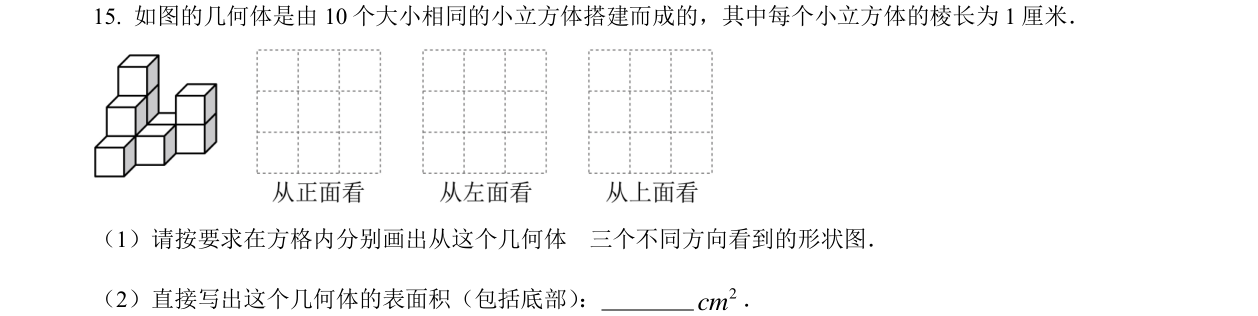 15. 如图的几何体是由 10 个大小相同的小立方体搭建而成的，其中每个小立方体的棱长为 1 厘米．
从正面看 从左面看 从上面看
（1）请按要求在方格内分别画出从这个几何体 三个不同方向看到的形状图．
（2）直接写出这个几何体的表面积（包括底部）：________cm²．